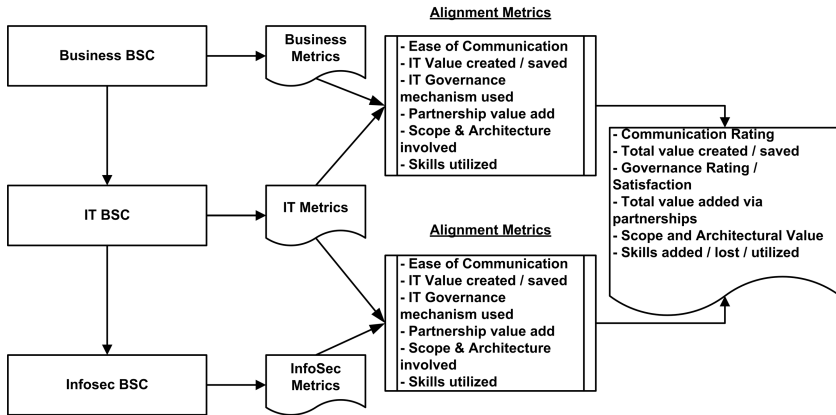 Alignment Metrics
Business BSC
Business
Metrics
- Ease of Communication
- IT Value created / saved
- IT Governance
mechanism used
- Partnership value add
- Scope & Architecture
involved
- Skills utilized
- Communication Rating
- Total value created / saved
- Governance Rating /
Satisfaction
- Total value added via
partnerships
- Scope and Architectural Value
- Skills added / lost / utilized
IT BSC
IT Metrics
Alignment Metrics
- Ease of Communication
- IT Value created / saved
- IT Governance
mechanism used
- Partnership value add
- Scope & Architecture
involved
- Skills utilized
Infosec BSC
InfoSec
Metrics